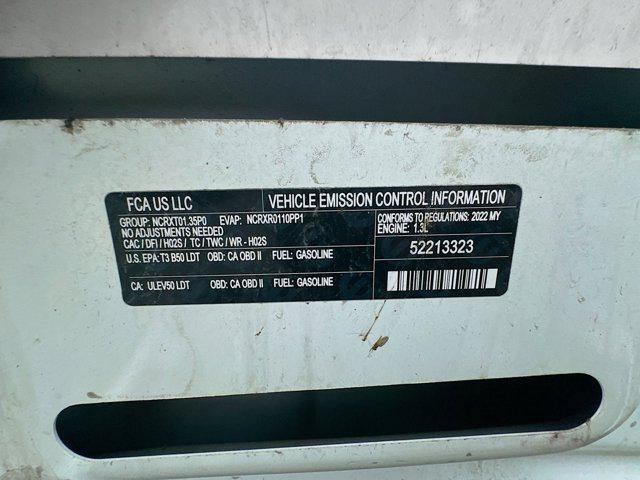 FCA US LLC
VEHICLE EMISSION CONTROL INFORMATION
GROUP: NCRXT01.35P0 EVAP: NCRXR0110PP1
NO ADJUSTMENTS NEEDED
CAC / DFI / H02S / TC / TWC / WR - H02S
CONFORMS TO REGULATIONS: 2022 MY
ENGINE: 1.3L
U.S. EPA: T3 B50 LDT OBD: CA OBD II FUEL: GASOLINE
52213323
CA: ULEV50 LDT OBD: CA OBD II FUEL: GASOLINE